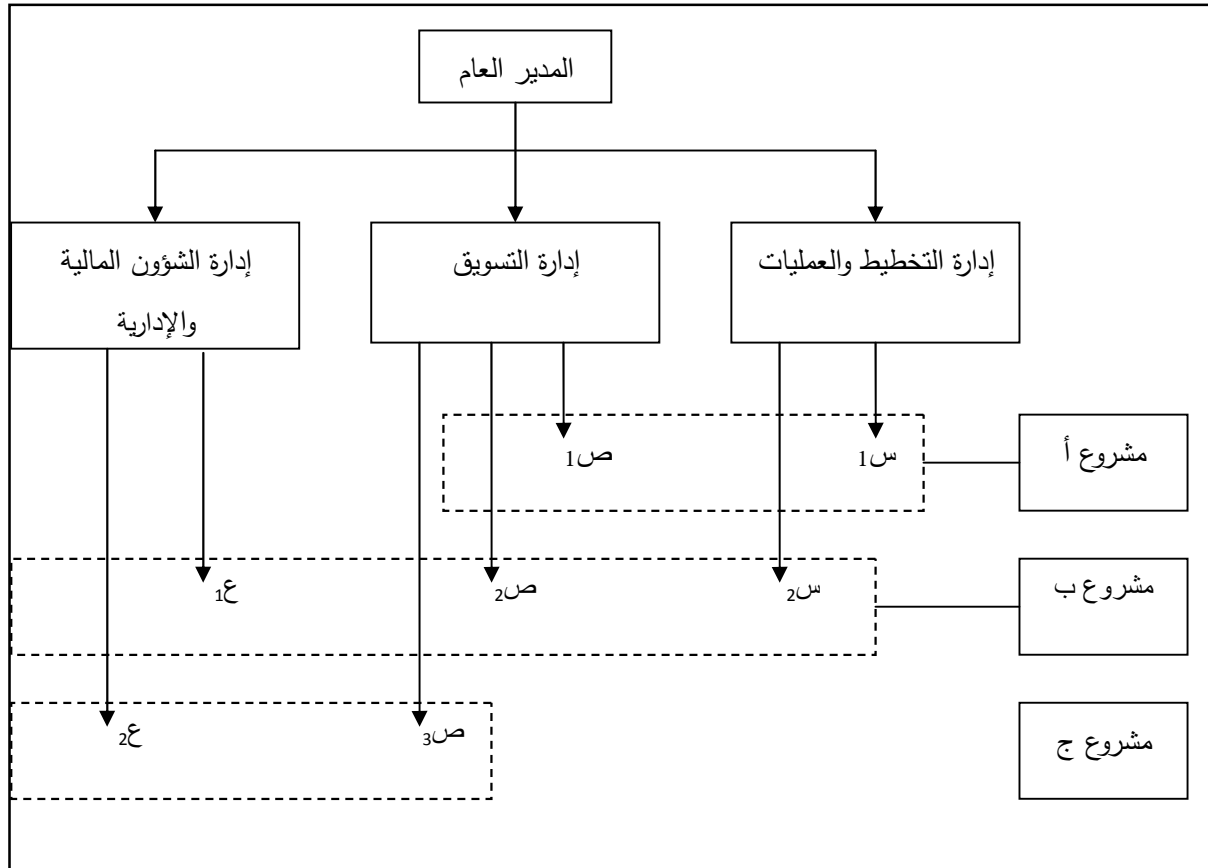 المدير العام
إدارة التخطيط والعمليات
إدارة التسويق
إدارة الشؤون المالية
والإدارية
مشروع أ
س1
ص1
مشروع ب
س2
ص2
ع1
مشروع ج
ص3
ع2